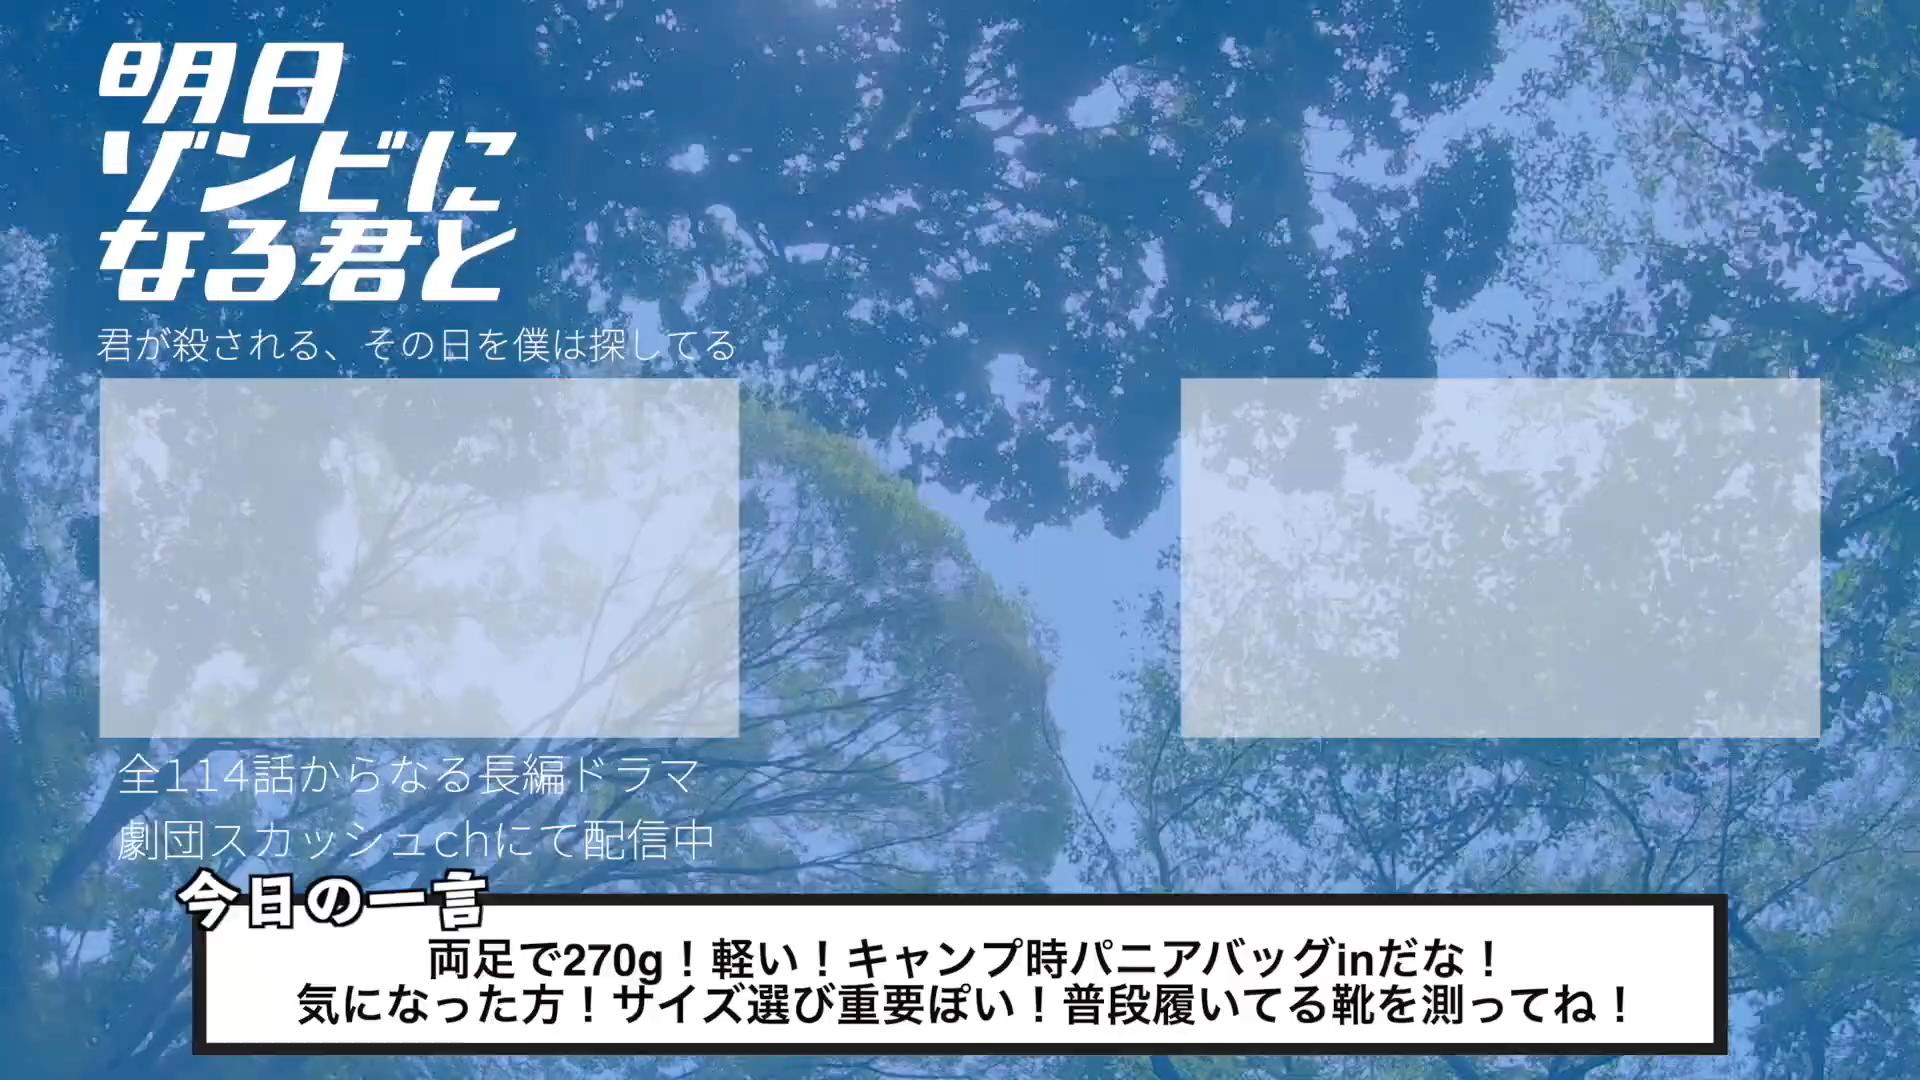 明日
ゾンビに
なる君と
君が殺される、その日を僕は探してる
全114話からなる長編ドラマ
劇団スカッシュchにて配信中
今日の一言
両足で270g！軽い！キャンプ時パニアバッグinだな！
気になった方！サイズ選び重要ぽい！普段履いてる靴を測ってね！